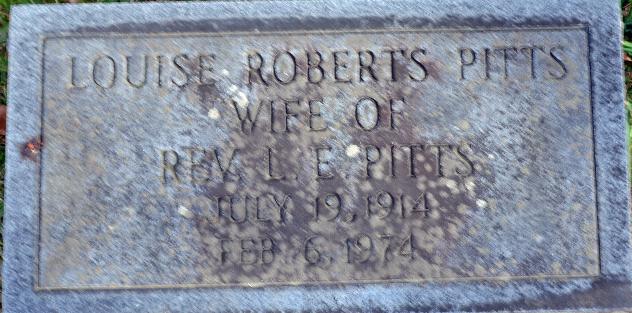 LOUISE ROBERTS PITTS
WIFE OF
REV. L. E. PITTS
JULY 19, 1914
FEB. 6, 1974